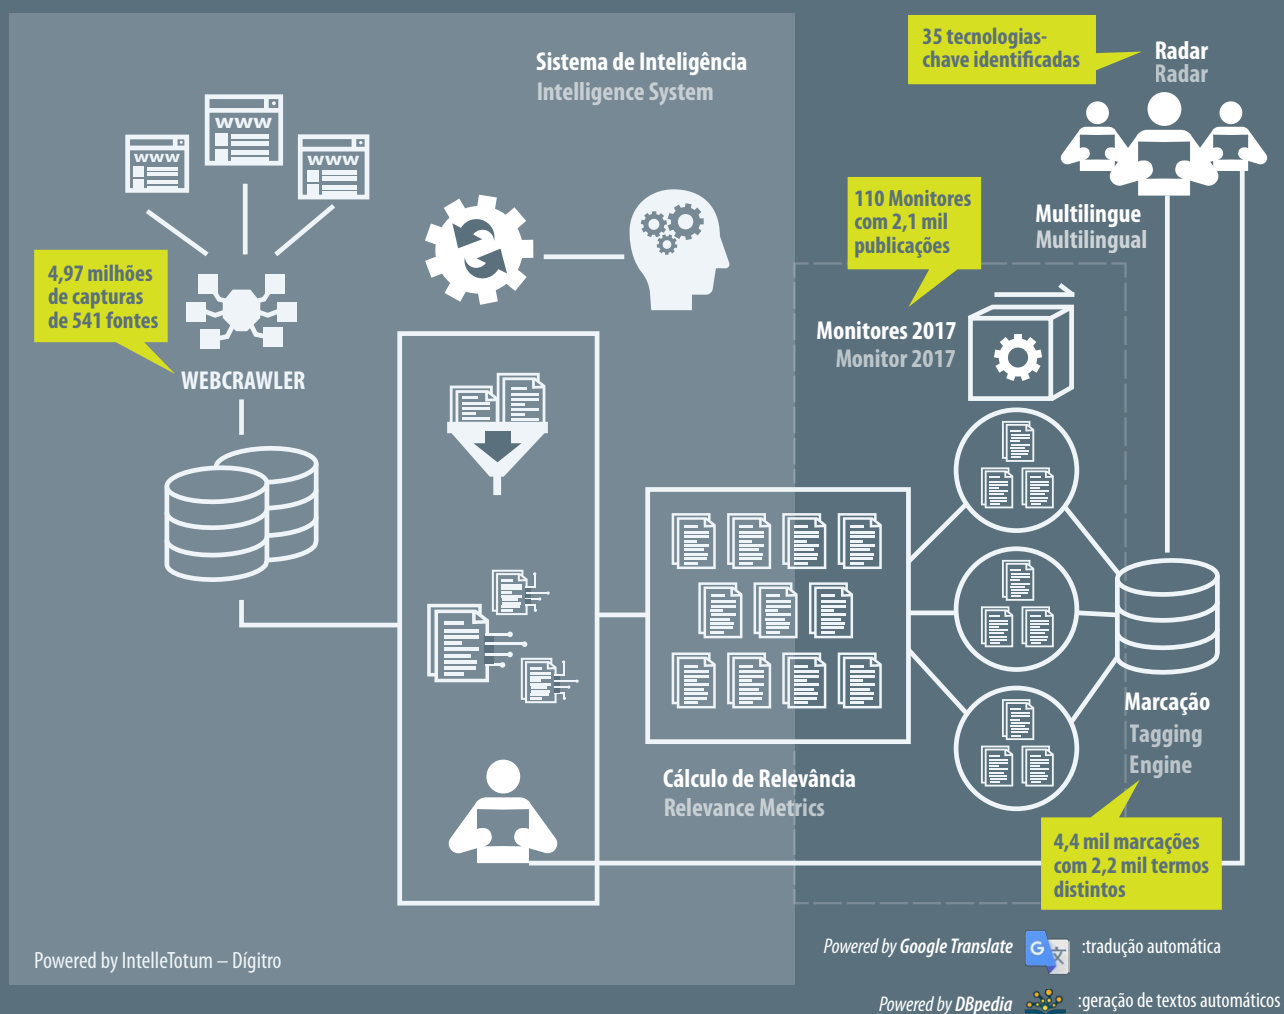 35 tecnologias-
chave identificadas
Radar
Radar
Sistema de Inteligência
Intelligence System
www
www
www
110 Monitores
com 2,1 mil
publicações
Multilingue
Multilingual
4,97 milhões
de capturas
de 541 fontes
WEBCRAWLER
Monitores 2017
Monitor 2017
Marcação
Tagging
Engine
Cálculo de Relevância
Relevance Metrics
4,4 mil marcações
com 2,2 mil termos
distintos
Powered by IntelleTotum – Dígitro
Powered by Google Translate
G
文
:tradução automática
Powered by DBpedia
:geração de textos automáticos